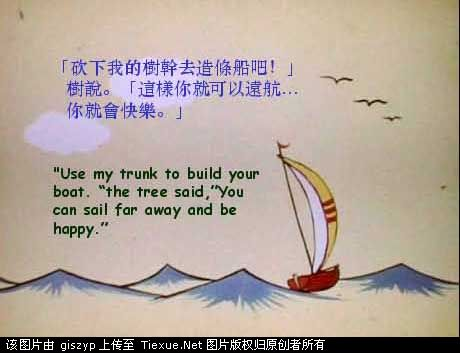 「砍下我的樹幹去造條船吧！」
樹說。「這樣你就可以遠航...
你就會快樂。」
"Use my trunk to build your
boat. “the tree said,”You
can sail far away and be
happy.”
该图片由 giszyp 上传至 Tiexue.Net 图片版权归原创者所有